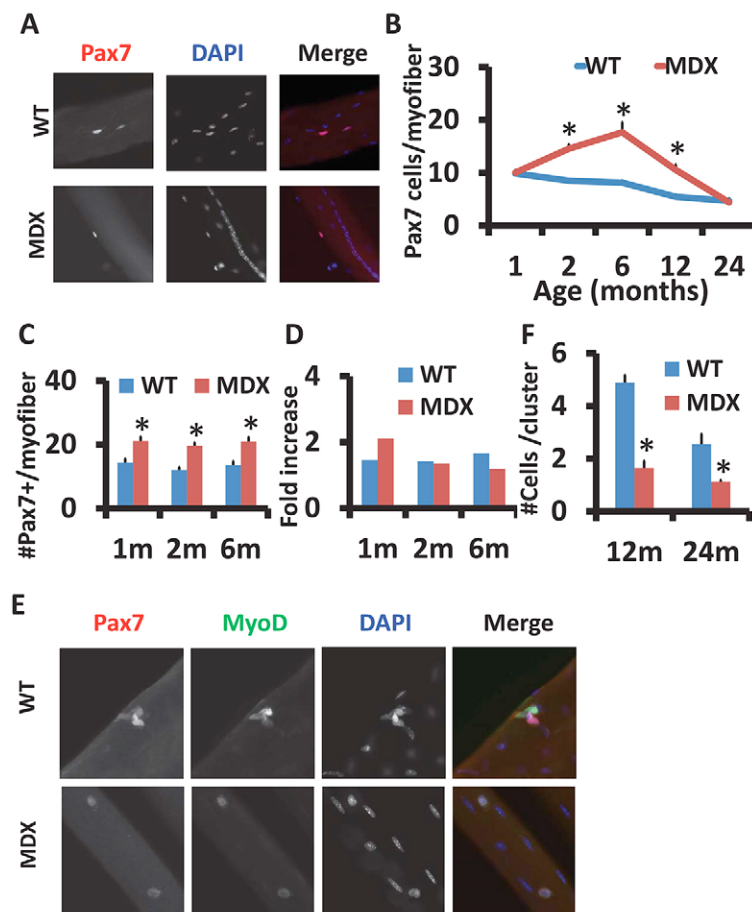 A
Pax7 DAPI Merge
WT
MDX
B
WT MDX
Pax7 cells/myofiber
30
20
10
0
* * *
1 2 6 12 24
Age (months)
C
WT MDX
#Pax7+/myofiber
40
20
0
* * *
1m 2m 6m
D
WT
MDX
Fold increase
4
2
0
1m 2m 6m
F
WT
MDX
#Cells /cluster
6
4
2
0
* *
12m 24m
E
Pax7 MyoD DAPI Merge
WT
MDX